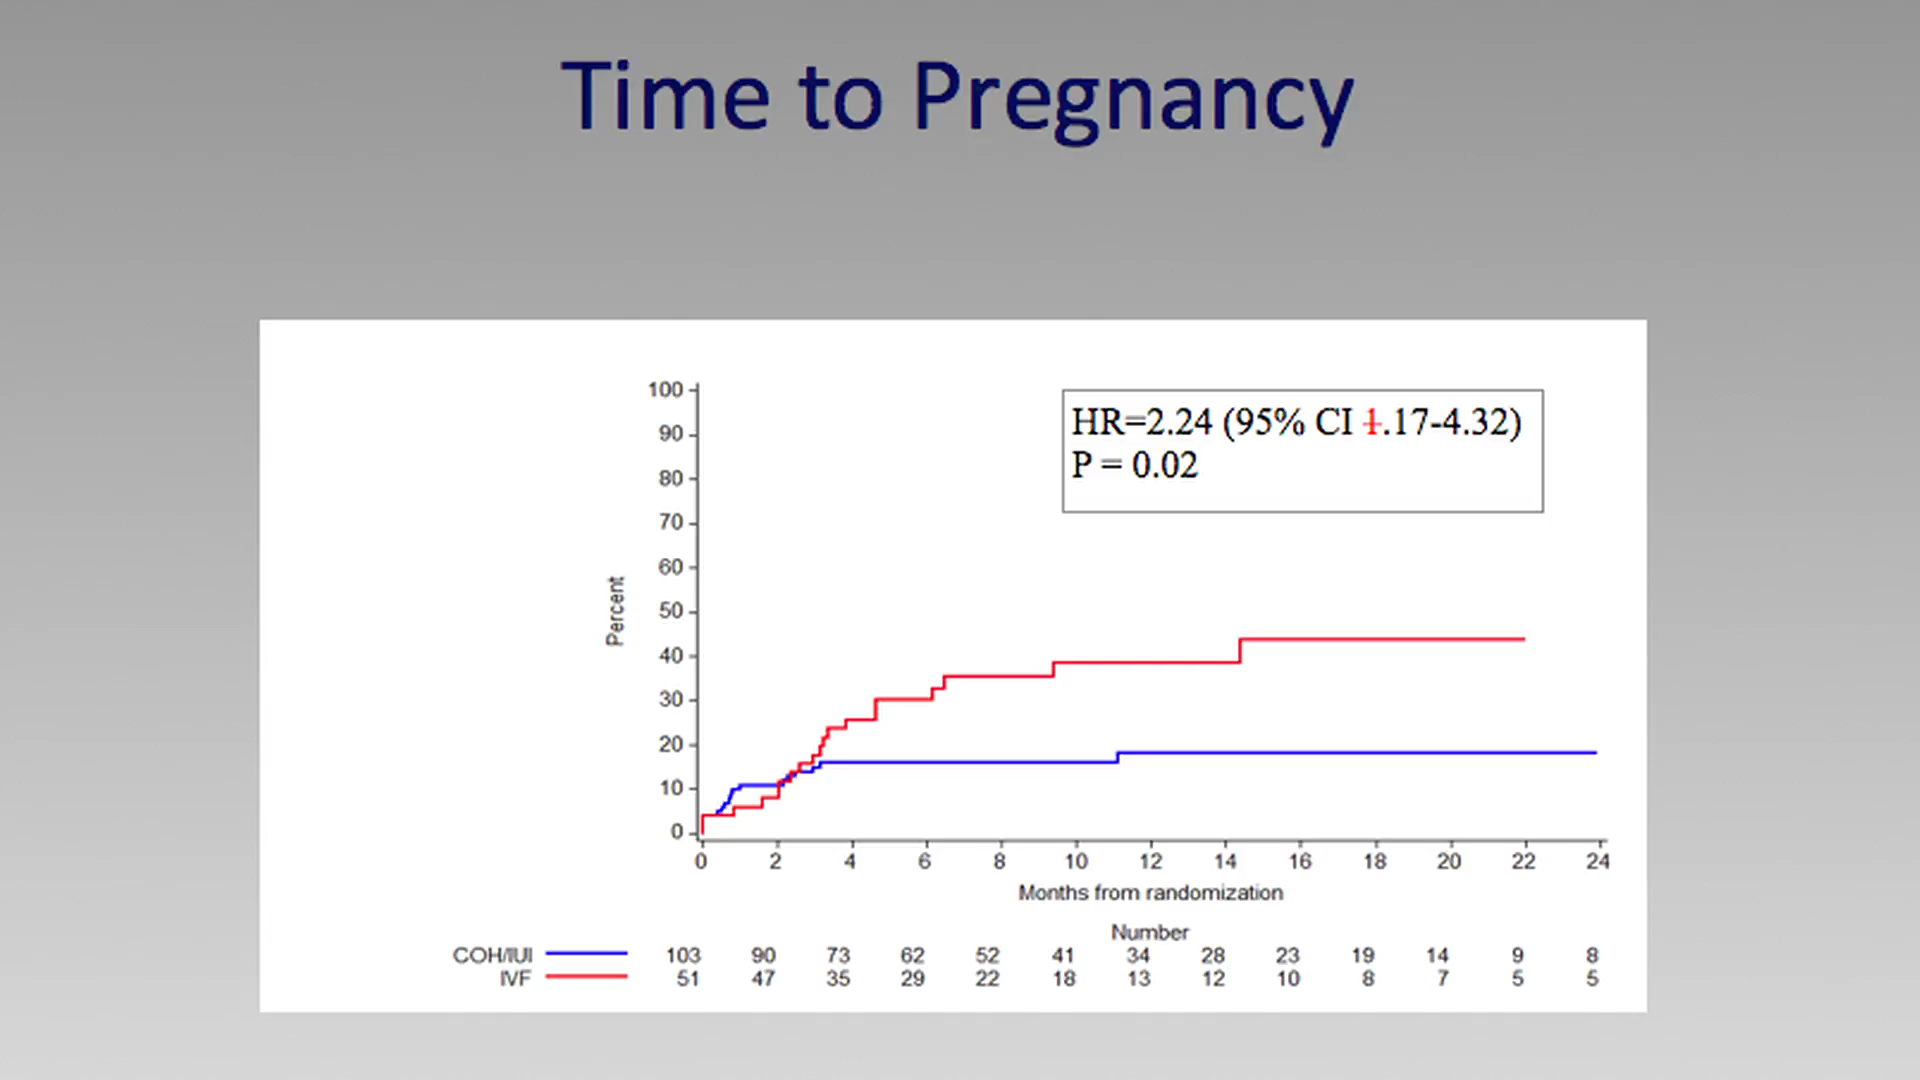 Time to Pregnancy
HR=2.24 (95% CI 1.17-4.32)
P = 0.02
100
90
80
70
60
50
40
30
20
10
0
Percent
0 2 4 6 8 10 12 14 16 18 20 22 24
Months from randomization
Number
COH/IUI 103 90 73 62 52 41 34 28 23 19 14 9 8
IVF 51 47 35 29 22 18 13 12 10 8 7 5 5